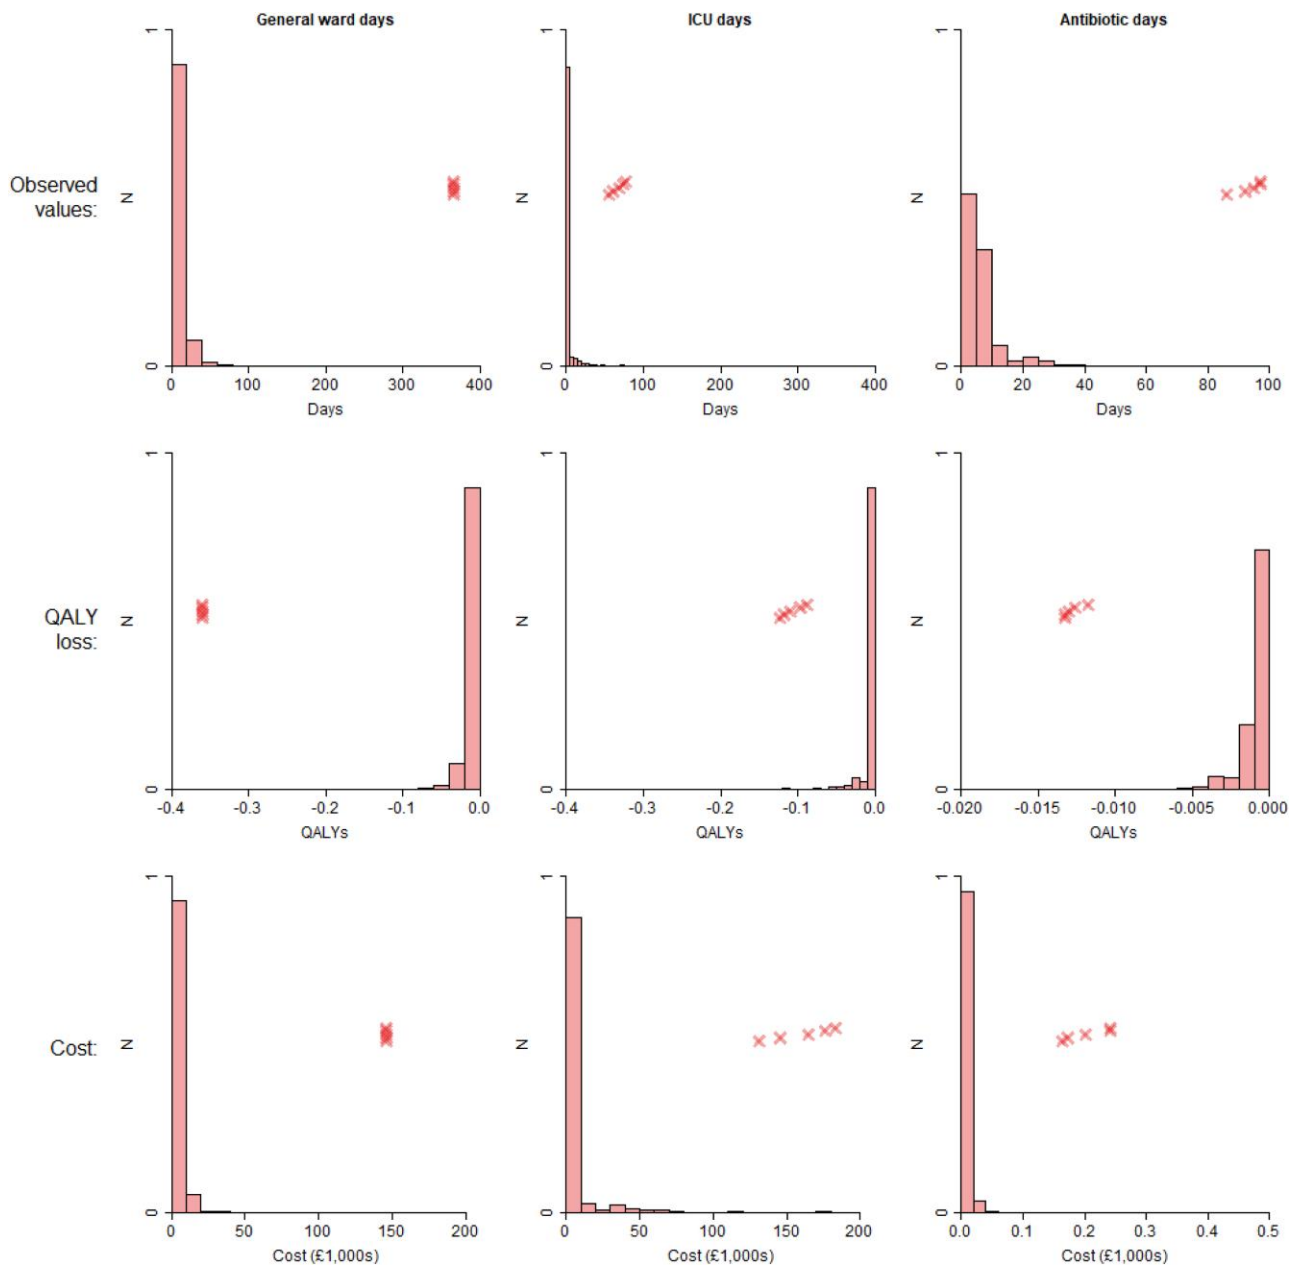 General ward days
ICU days
Antibiotic days
Observed
values:
N
1
0
0 100 200 300 400
Days
N
1
0
0 100 200 300 400
Days
N
1
0
0 20 40 60 80 100
Days
QALY
loss:
N
1
0
-0.4 -0.3 -0.2 -0.1 0.0
QALYs
N
1
0
-0.4 -0.3 -0.2 -0.1 0.0
QALYs
N
1
0
-0.020 -0.015 -0.010 -0.005 0.000
QALYs
Cost:
N
1
0
0 50 100 150 200
Cost (£1,000s)
N
1
0
0 50 100 150 200
Cost (£1,000s)
N
1
0
0.0 0.1 0.2 0.3 0.4 0.5
Cost (£1,000s)